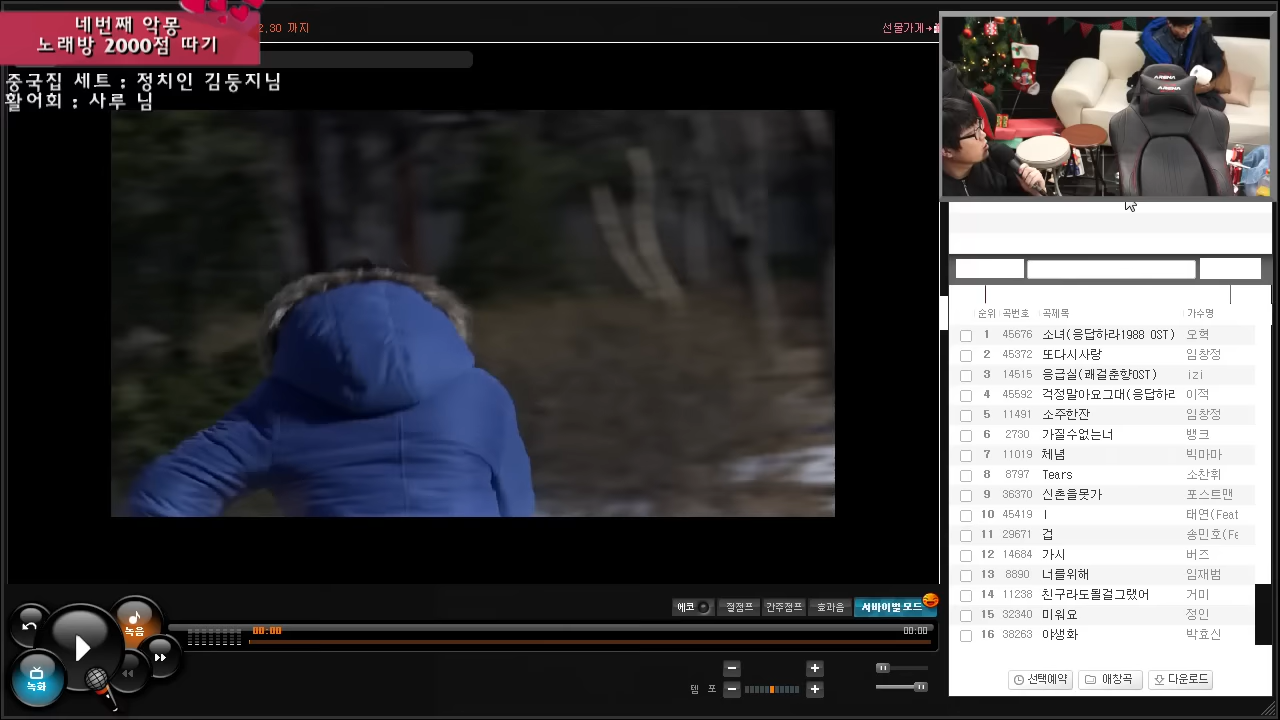 네번째 악몽
노래방 2000점 따기
2.30 까지
선물가게
중국집 세트 : 정치인 김둥지님
활어회 : 사루 님
ARENA
ARENA
순위 곡번호 곡제목 가수명
1 45676 소녀(응답하라1988 OST) 오혁
2 45372 또다시사랑 임창정
3 14515 응급실(쾌걸춘향OST) izi
4 45592 걱정말아요그대(응답하라 이적
5 11491 소주한잔 임창정
6 2730 가질수없는너 뱅크
7 11019 체념 빅마마
8 8797 Tears 소찬휘
9 36370 신촌을못가 포스트맨
10 45419 I 태연(Feat
11 29671 겁 송민호(Fe
12 14684 가시 버즈
13 8890 너를위해 임재범
14 11238 친구라도될걸그랬어 거미
15 32340 미워요 정인
16 38263 야생화 박효신
에코 절점프 간주점프 효과음 서바이벌 모드
녹음
00:00 00:00
녹화
템 포
선택예약 애창곡 다운로드